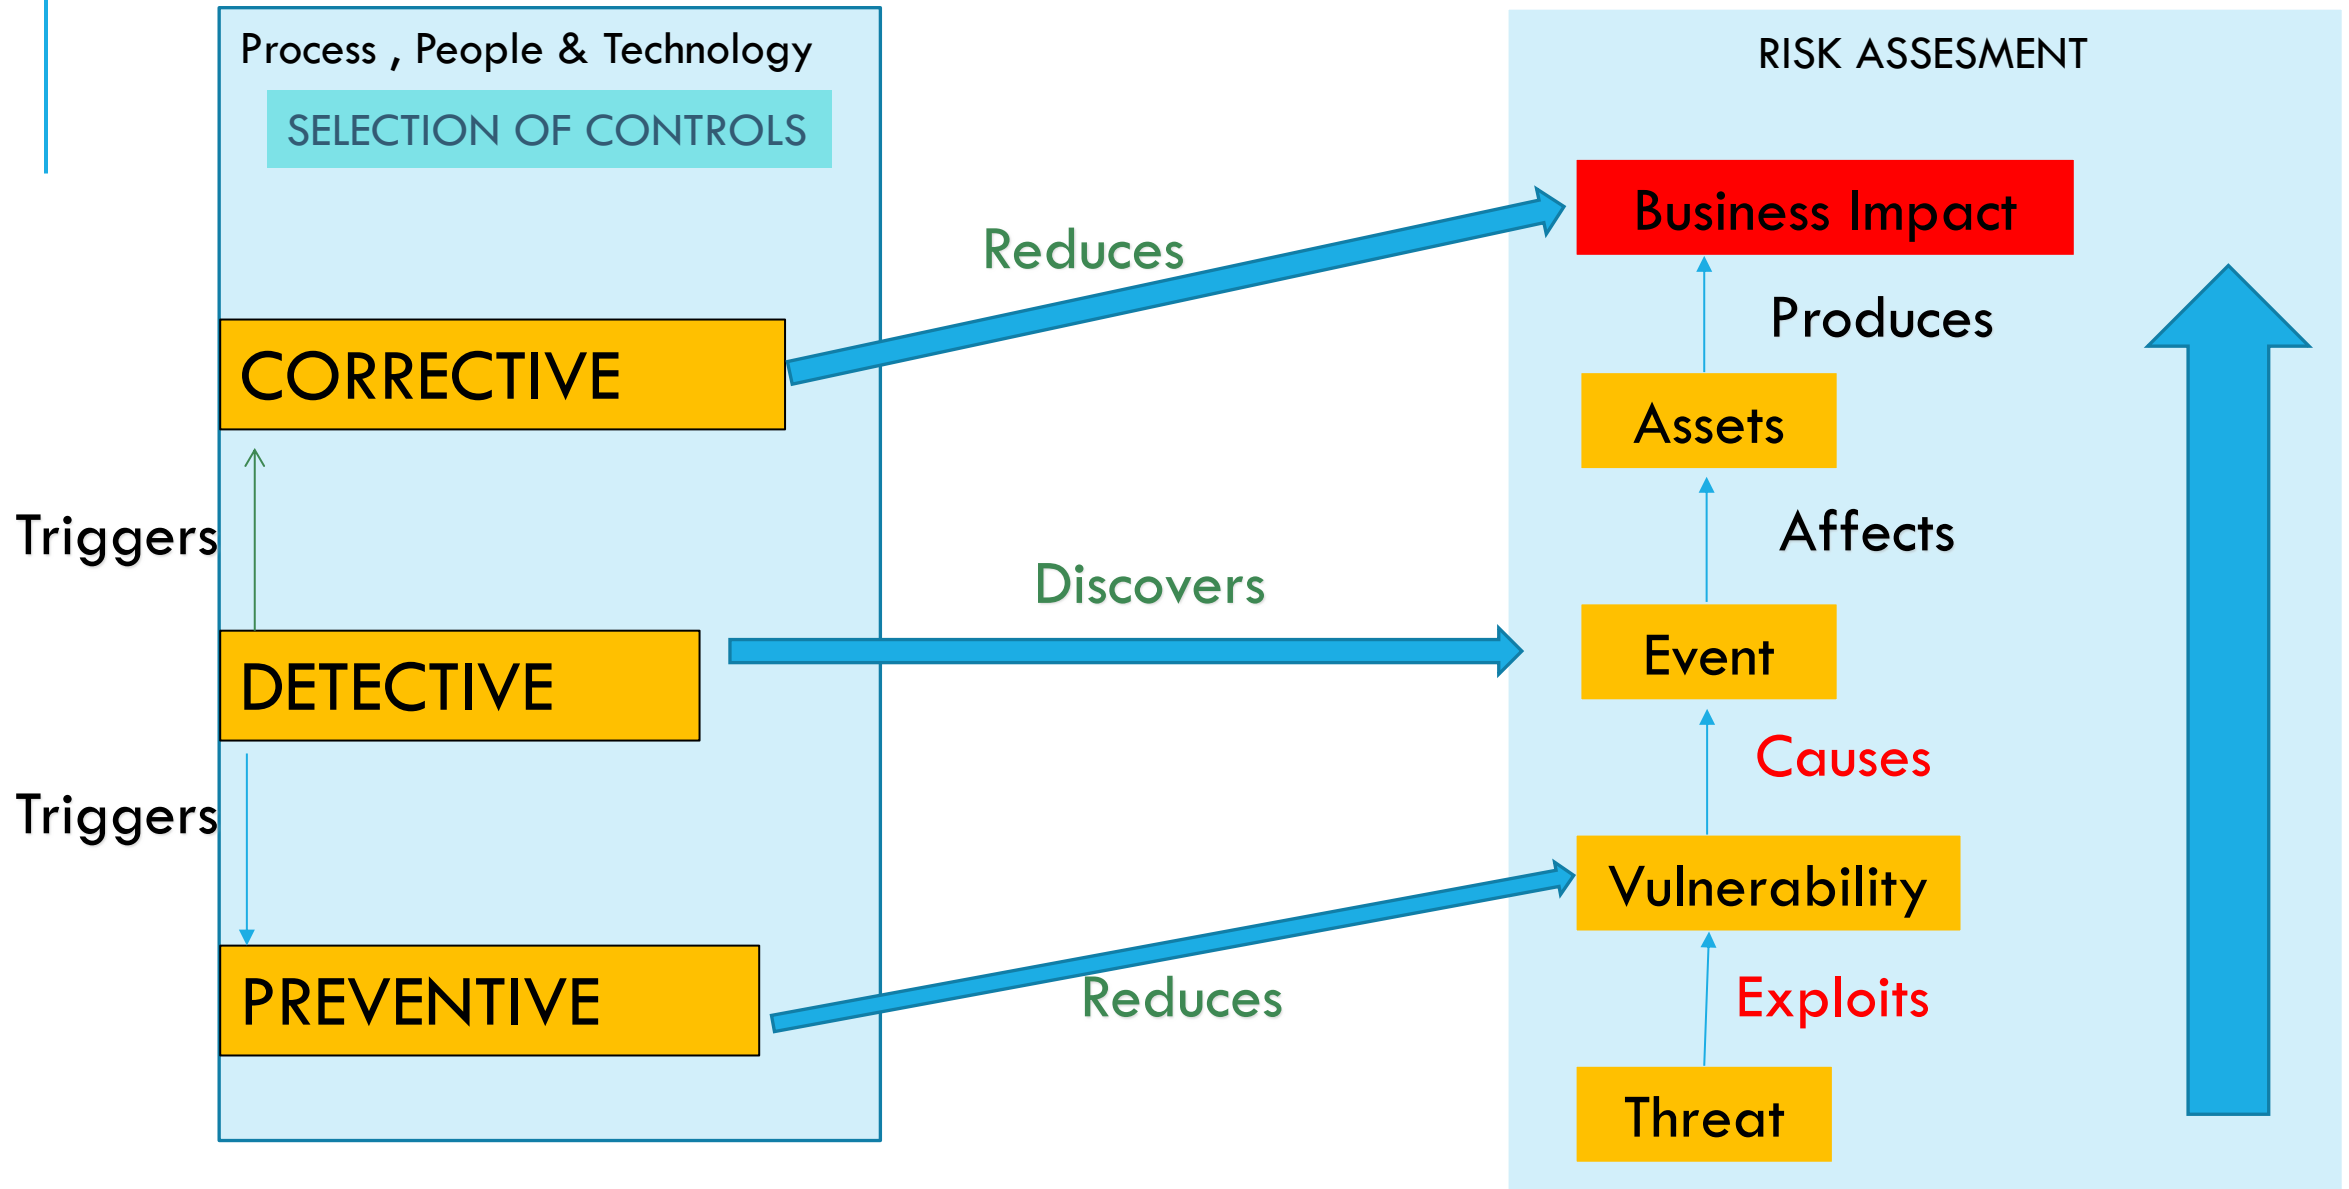 Process , People & Technology
SELECTION OF CONTROLS
CORRECTIVE
Triggers
DETECTIVE
Triggers
PREVENTIVE
Reduces
Discovers
Reduces
RISK ASSESMENT
Business Impact
Produces
Assets
Affects
Event
Causes
Vulnerability
Exploits
Threat